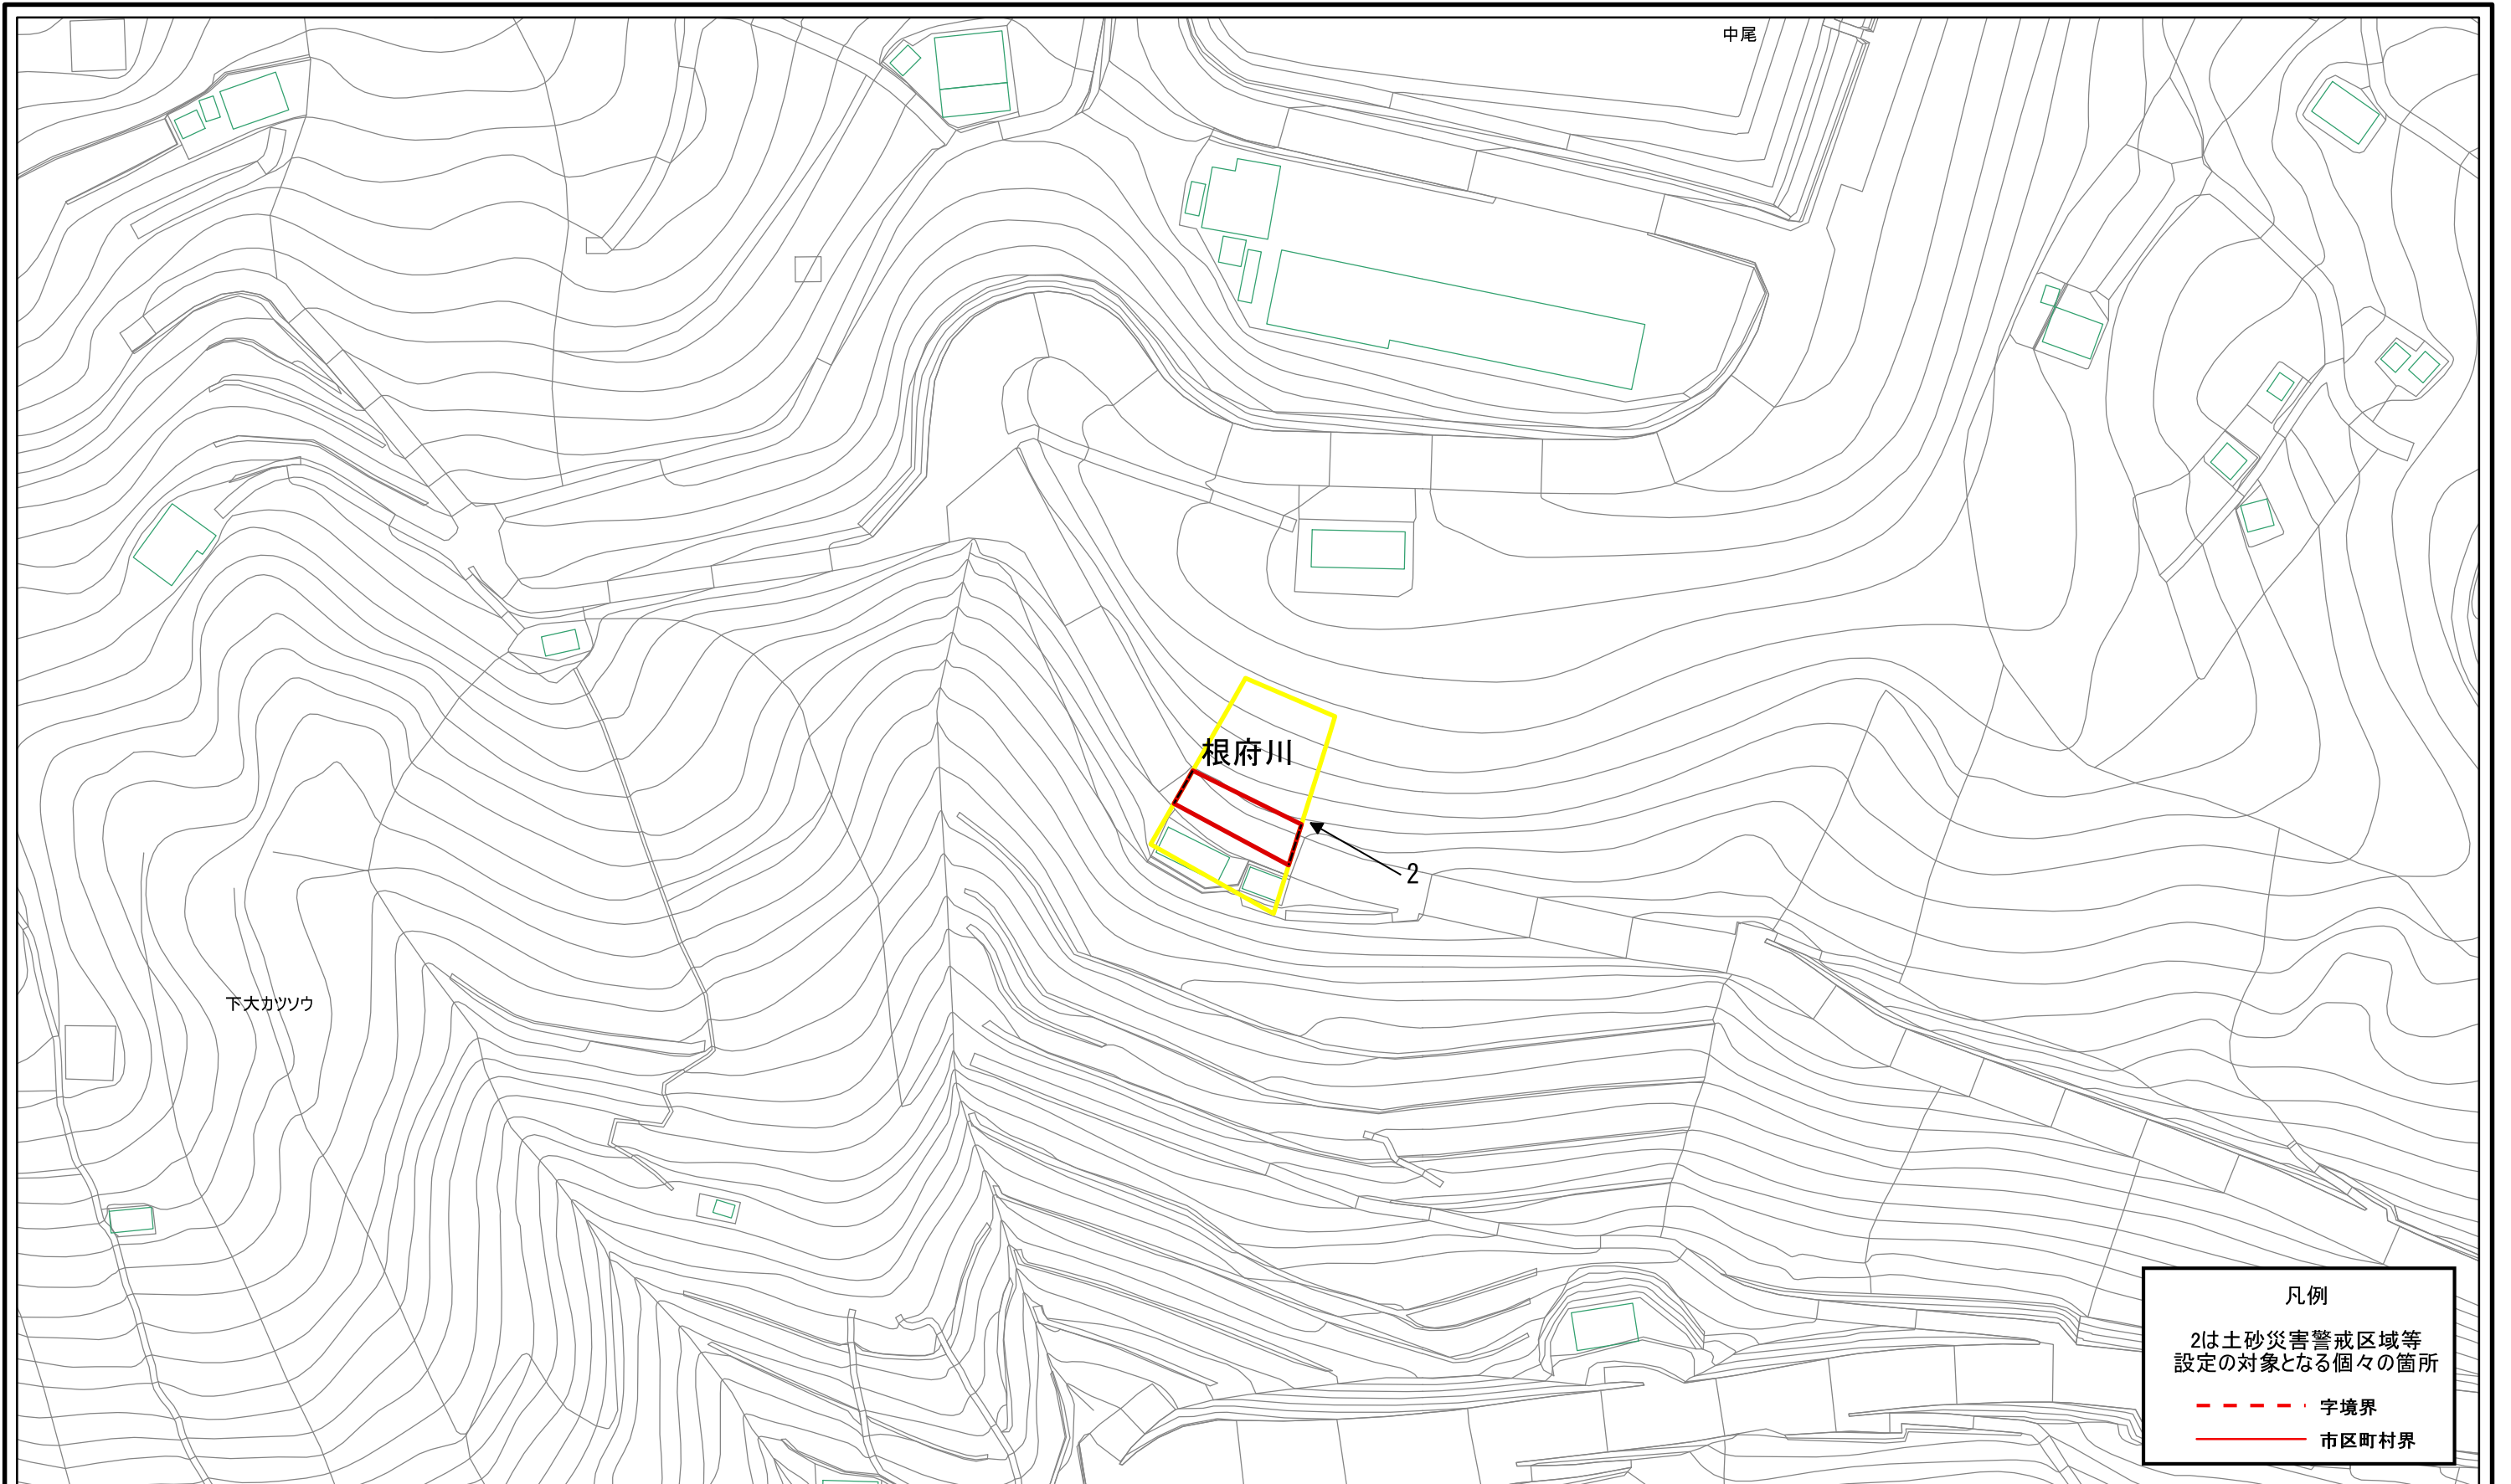 中尾
根府川
2
下大カツソウ
凡例
2は土砂災害警戒区域等
設定の対象となる個々の箇所
字境界
市区町村界